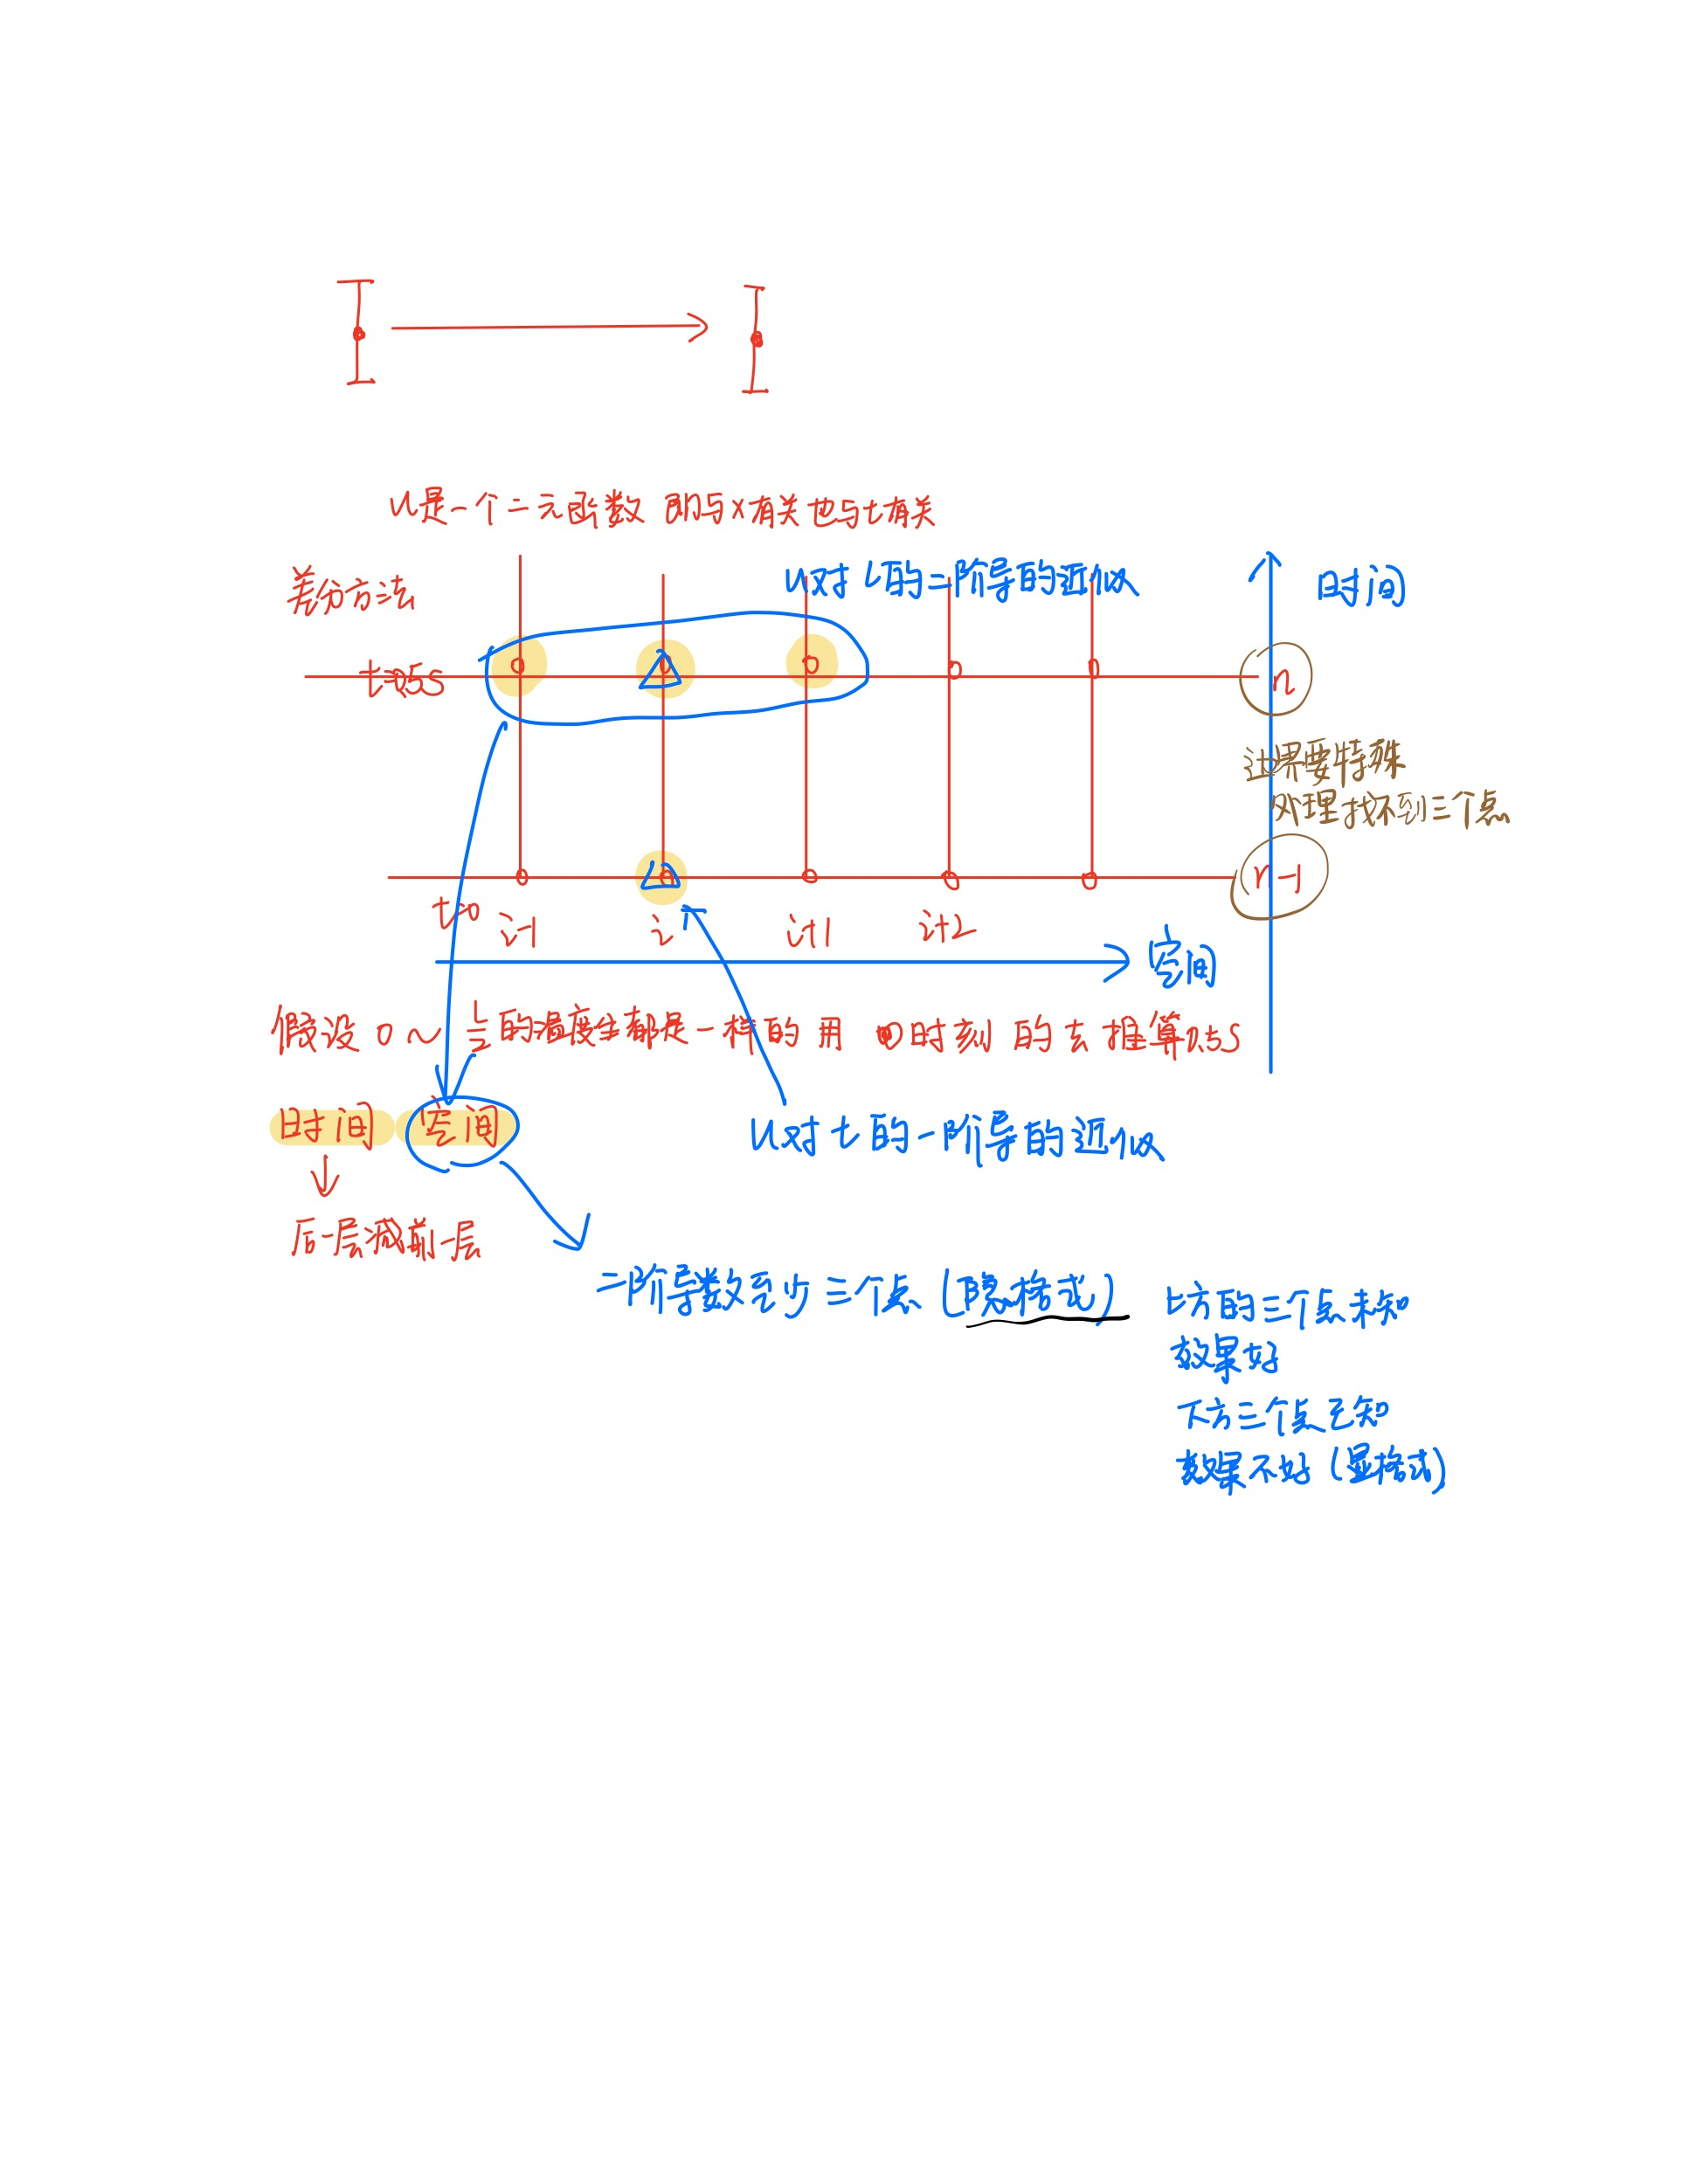 U是一个二元函数 即与x有关也与t有关
差分方法
U对 L的二阶导的近似
时间
t=0.5s
n
边界要特殊
处理找不到三个点
n-1
t=0
i-1
i
i+1
i+2
空间
假设 0~ 的温度全都是一样的 用 0时刻 的去推算0.5s
时间 空间
U对 t 的一阶导的近似
后一层减前一层
二阶导数至少三个点(隐格式)
上方的三个点未知
效果好
下方三个点已知
效果不好(显格式)